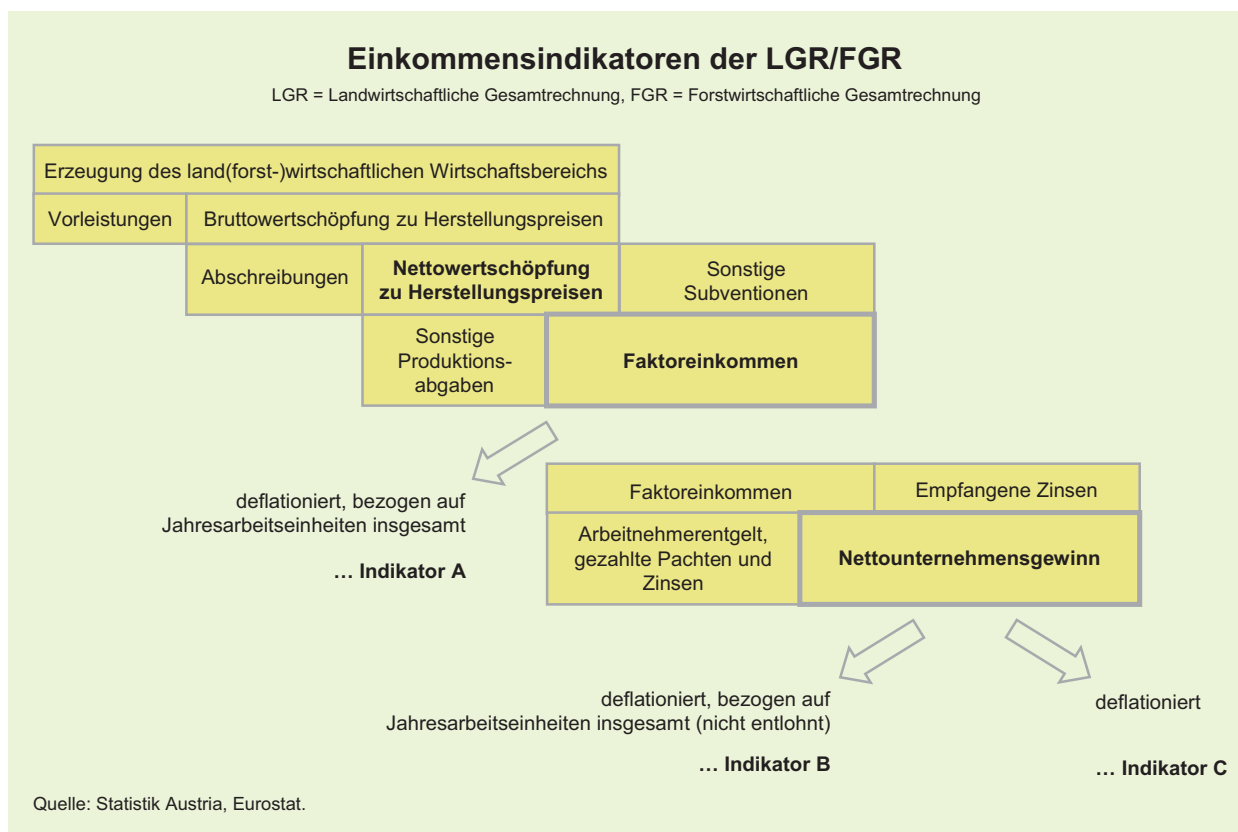 Einkommensindikatoren der LGR/FGR
LGR = Landwirtschaftliche Gesamtrechnung, FGR = Forstwirtschaftliche Gesamtrechnung
Erzeugung des land(forst-)wirtschaftlichen Wirtschaftsbereichs
Vorleistungen
Bruttowertschöpfung zu Herstellungspreisen
Abschreibungen
Nettowertschöpfung
zu Herstellungspreisen
Sonstige
Subventionen
Sonstige
Produktions-
abgaben
Faktoreinkommen
deflationiert, bezogen auf
Jahresarbeitseinheiten insgesamt
… Indikator A
Faktoreinkommen
Empfangene Zinsen
Arbeitnehmerentgelt,
gezahlte Pachten und
Zinsen
Nettounternehmensgewinn
deflationiert, bezogen auf
Jahresarbeitseinheiten insgesamt (nicht entlohnt)
… Indikator B
deflationiert
… Indikator C
Quelle: Statistik Austria, Eurostat.